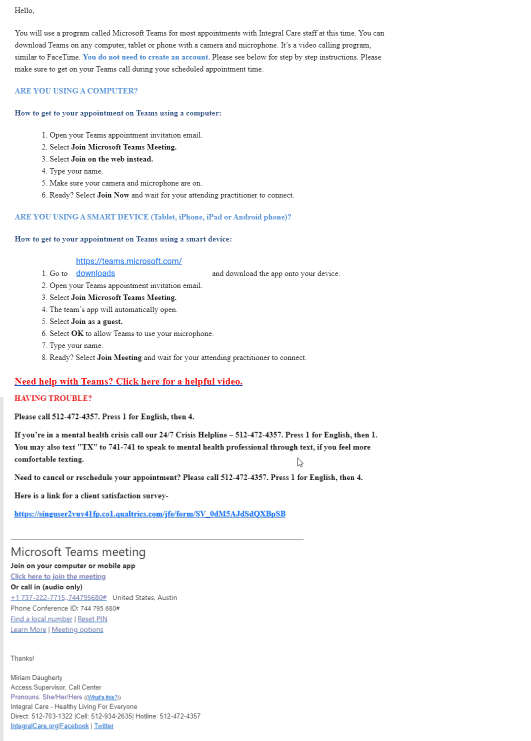 Hello,
You will use a program called Microsoft Teams for most appointments with Integral Care staff at this time. You can
download Teams on any computer, tablet or phone with a camera and microphone. It's a video calling program,
similar to FaceTime. You do not need to create an account. Please see below for step by step instructions. Please
make sure to get on your Teams call during your scheduled appointment time.
ARE YOU USING A COMPUTER?
How to get to your appointment on Teams using a computer:
1. Open your Teams appointment invitation email.
2. Select Join Microsoft Teams Meeting.
3. Select Join on the web instead.
4. Type your name.
5. Make sure your camera and microphone are on.
6. Ready? Select Join Now and wait for your attending practitioner to connect.
ARE YOU USING A SMART DEVICE (Tablet, iPhone, iPad or Android phone)?
How to get to your appointment on Teams using a smart device:
https://teams.microsoft.com/
1. Go to downloads and download the app onto your device.
2. Open your Teams appointment invitation email.
3. Select Join Microsoft Teams Meeting.
4. The team's app will automatically open.
5. Select Join as a guest.
6. Select OK to allow Teams to use your microphone.
7. Type your name.
8. Ready? Select Join Meeting and wait for your attending practitioner to connect.
Need help with Teams? Click here for a helpful video.
HAVING TROUBLE?
Please call 512-472-4357. Press 1 for English, then 4.
If you're in a mental health crisis call our 24/7 Crisis Helpline – 512-472-4357. Press 1 for English, then 1.
You may also text "TX" to 741-741 to speak to mental health professional through text, if you feel more
comfortable texting.
Need to cancel or reschedule your appointment? Please call 512-472-4357. Press 1 for English, then 4.
Here is a link for a client satisfaction survey-
https://singuser2vuv41fp.co1.qualtrics.com/jfe/form/SV_0dM5AJdSdQXBpSB
Microsoft Teams meeting
Join on your computer or mobile app
Click here to join the meeting
Or call in (audio only)
+1 737-222-7715,,744795680# United States, Austin
Phone Conference ID: 744 795 680#
Find a local number | Reset PIN
Learn More | Meeting options
Thanks!
Miriam Daugherty
Access Supervisor, Call Center
Pronouns: She/Her/Hers (What's this?)
Integral Care - Healthy Living For Everyone
Direct: 512-703-1322 |Cell: 512-934-2635| Hotline: 512-472-4357
IntegralCare.org|Facebook | Twitter